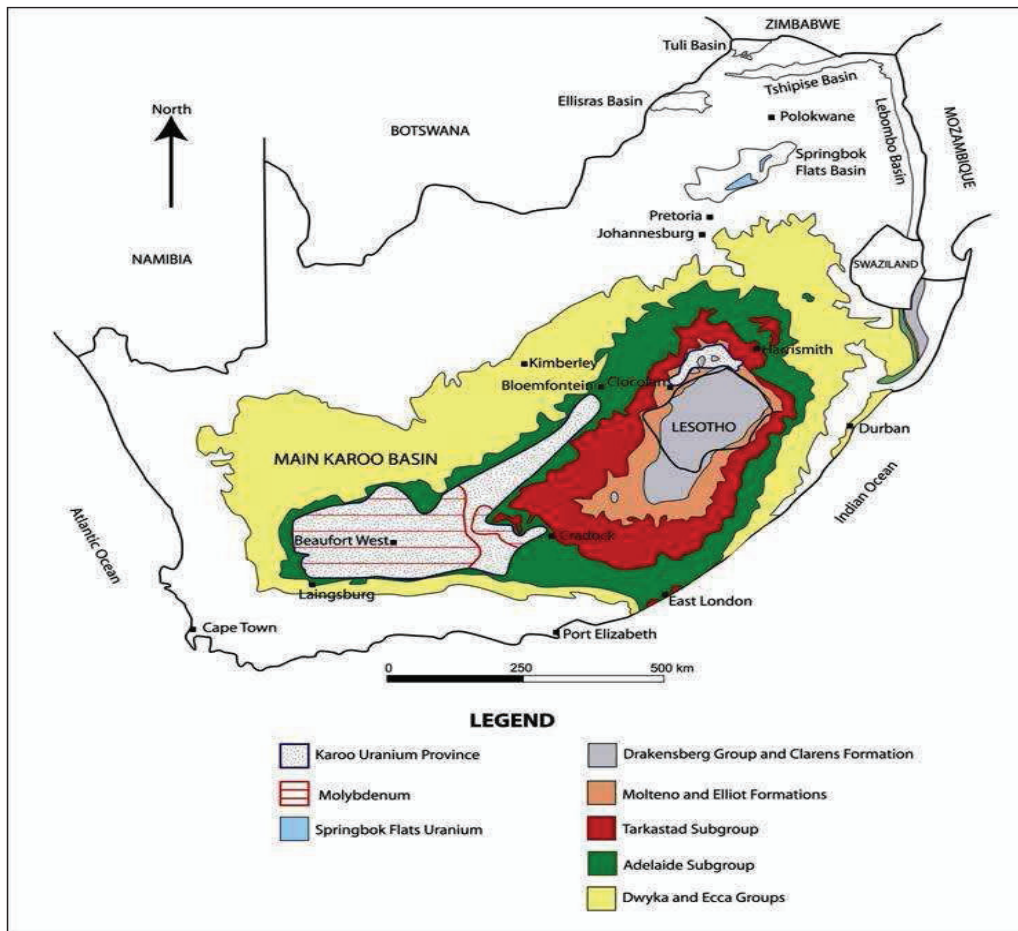 ZIMBABWE
Tuli Basin
Tshipise Basin
Ellisras Basin
Polokwane
Lebombo Basin
MOZAMBIQUE
North
BOTSWANA
Springbok
Flats Basin
Pretoria
Johannesburg
NAMIBIA
SWAZILAND
Kimberley
Harrismith
Bloemfontein
Clocolan
LESOTHO
Durban
MAIN KAROO BASIN
Indian Ocean
Atlantic Ocean
Beaufort West
Cradock
Laingsburg
East London
Cape Town
Port Elizabeth
0 250 500 km
LEGEND
Karoo Uranium Province
Molybdenum
Springbok Flats Uranium
Drakensberg Group and Clarens Formation
Molteno and Elliot Formations
Tarkastad Subgroup
Adelaide Subgroup
Dwyka and Ecca Groups